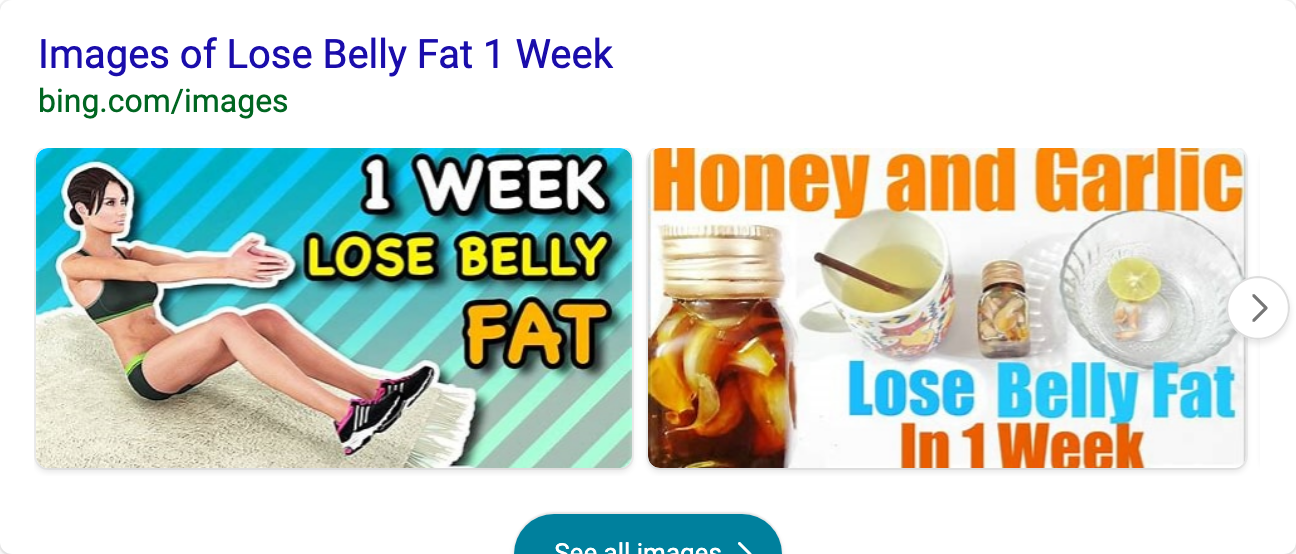 Images of Lose Belly Fat 1 Week
bing.com/images
1 WEEK
LOSE BELLY
FAT
Honey and Garlic
Lose Belly Fat
In 1 Week
See all images